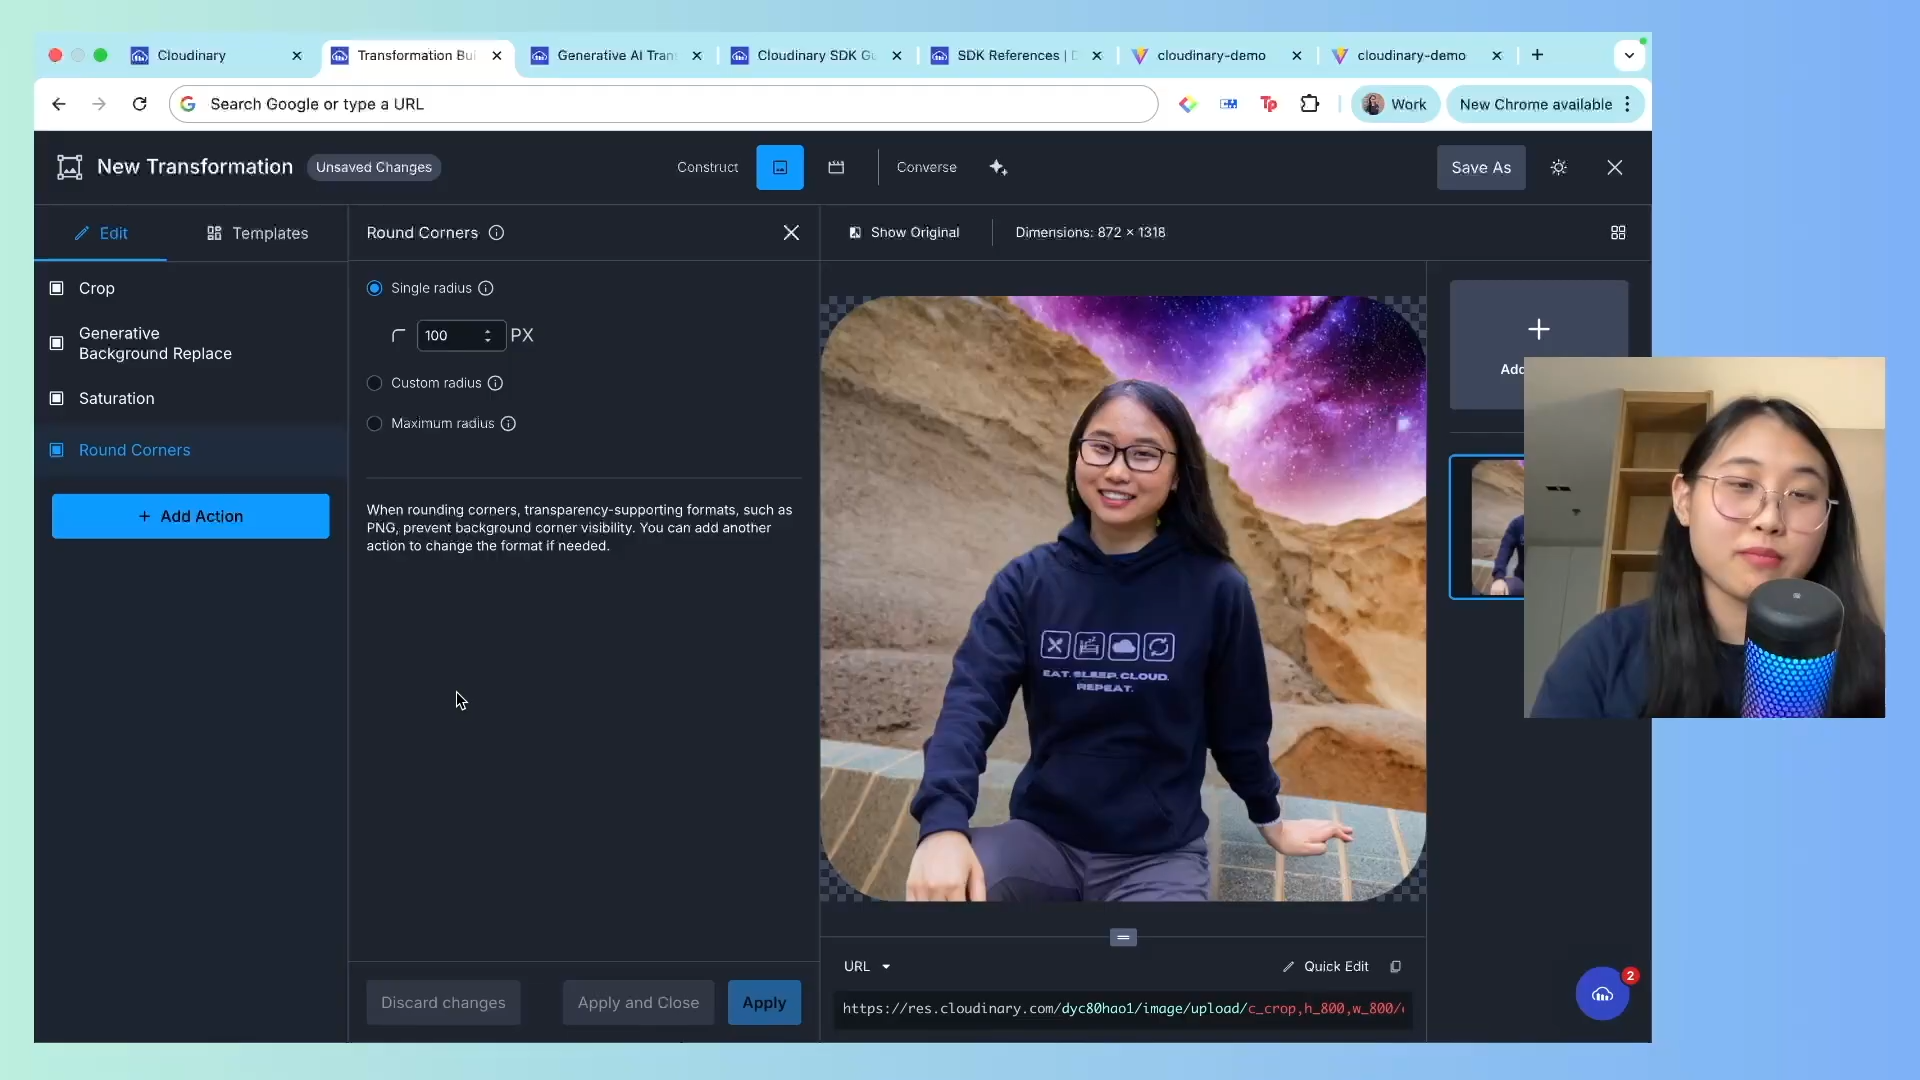 Cloudinary
Transformation Bui
Generative AI Tran
Cloudinary SDK Gu
SDK References | D
cloudinary-demo
cloudinary-demo
Search Google or type a URL
Tp
Work
New Chrome available
New Transformation
Unsaved Changes
Construct
Converse
Save As
Edit
Templates
Round Corners
Show Original
Dimensions: 872 × 1318
Crop
Generative
Background Replace
Saturation
Round Corners
+ Add Action
Single radius
100
PX
Custom radius
Maximum radius
When rounding corners, transparency-supporting formats, such as
PNG, prevent background corner visibility. You can add another
action to change the format if needed.
EAT. SLEEP. CLOUD.
REPEAT.
Discard changes
Apply and Close
Apply
URL
Quick Edit
https://res.cloudinary.com/dyc80hao1/image/upload/c_crop,h_800,w_800/
2